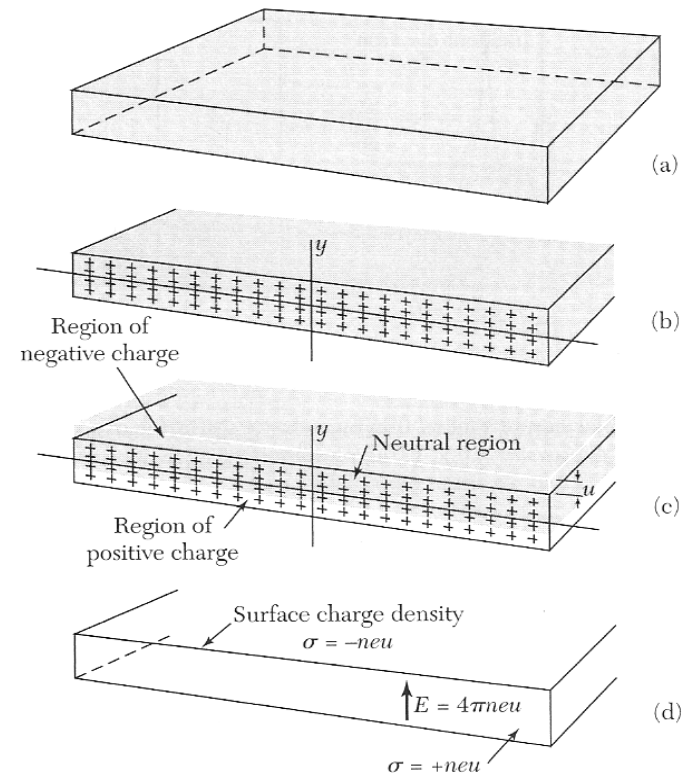 (a)
y
(b)
Region of
negative charge
y
Neutral region
u
(c)
Region of
positive charge
Surface charge density
σ = –neu
E = 4πneu
(d)
σ = +neu